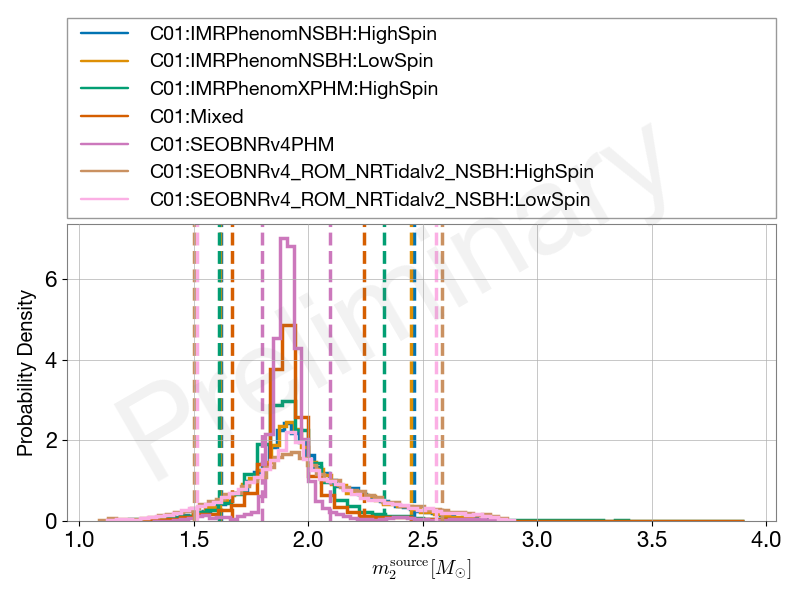 C01:IMRPhenomNSBH:HighSpin
C01:IMRPhenomNSBH:LowSpin
C01:IMRPhenomXPHM:HighSpin
C01:Mixed
C01:SEOBNRv4PHM
C01:SEOBNRv4_ROM_NRTidalv2_NSBH:HighSpin
C01:SEOBNRv4_ROM_NRTidalv2_NSBH:LowSpin
Preliminary
Probability Density
6
4
2
0
1.0 1.5 2.0 2.5 3.0 3.5 4.0
m₂^source [M☉]